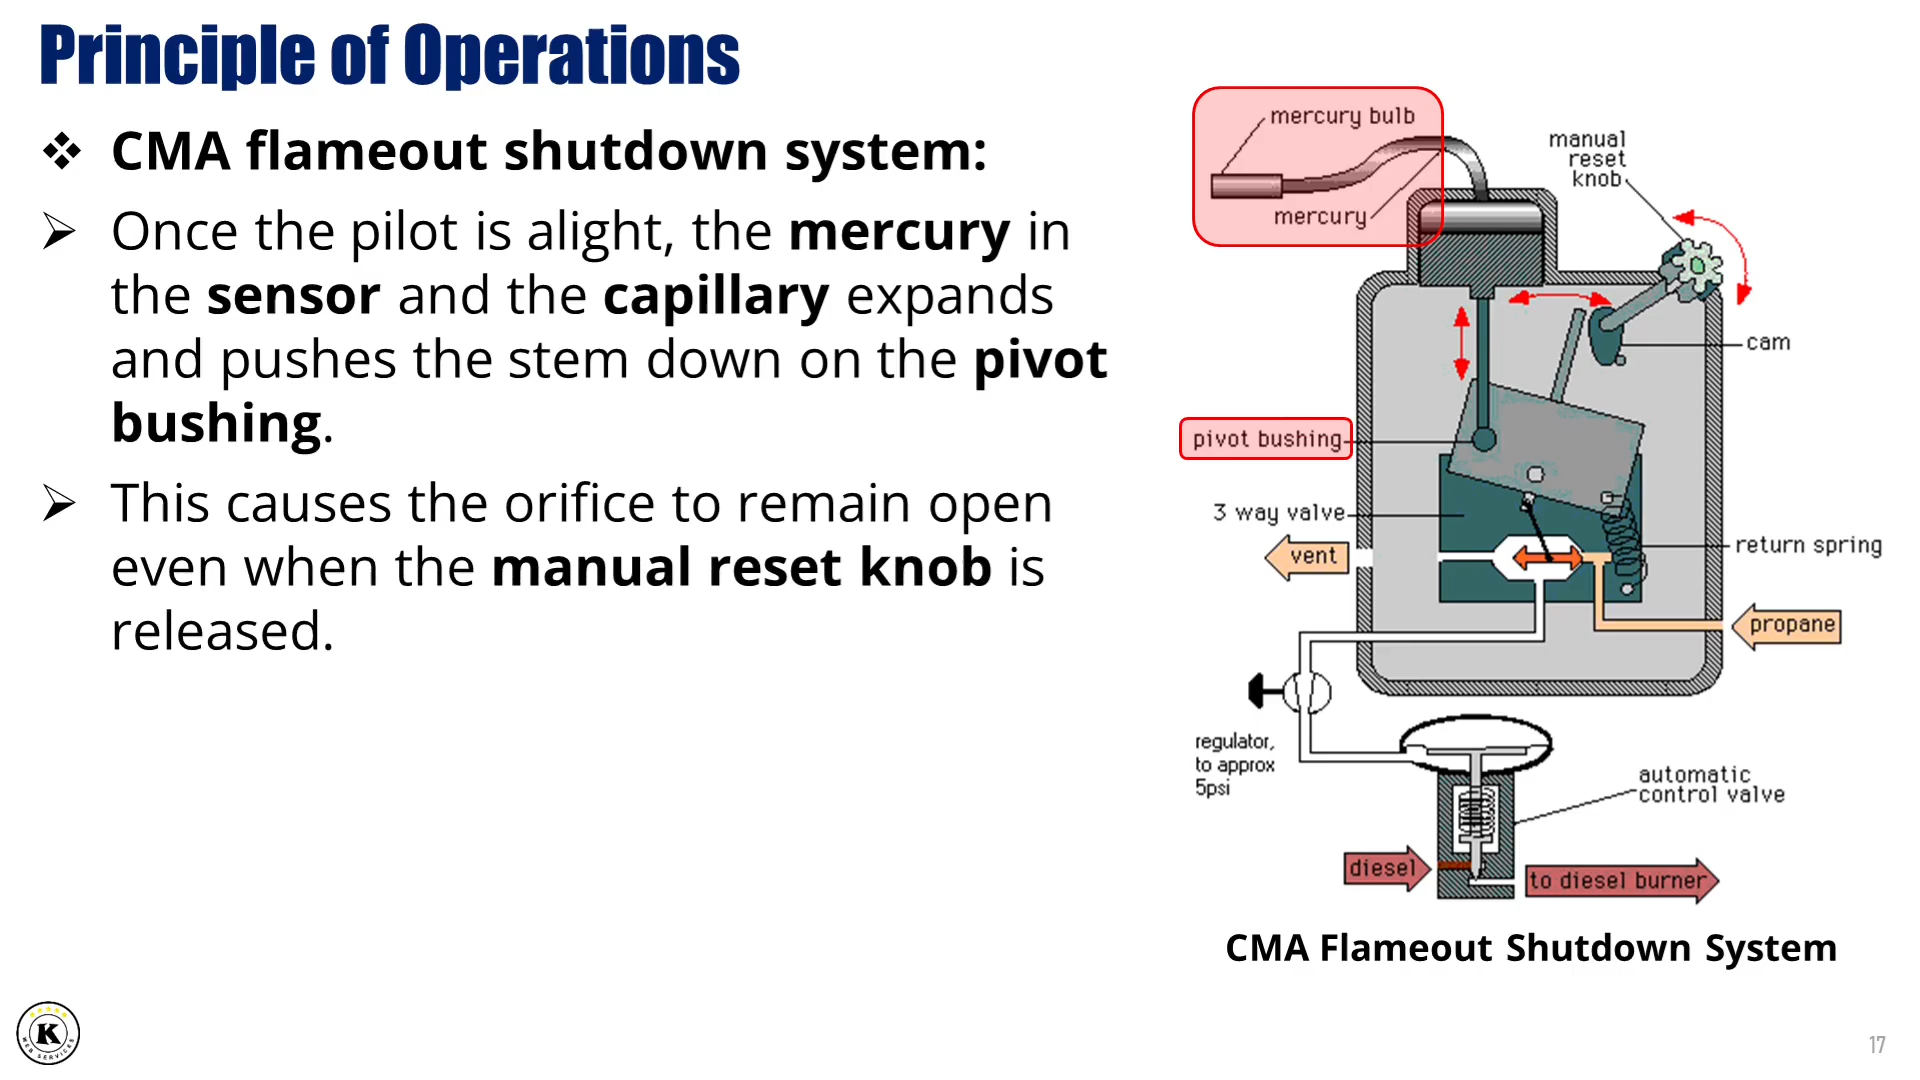 Principle of Operations
❖ CMA flameout shutdown system:
➢ Once the pilot is alight, the mercury in
the sensor and the capillary expands
and pushes the stem down on the pivot
bushing.
➢ This causes the orifice to remain open
even when the manual reset knob is
released.
mercury bulb
mercury
manual
reset
knob
cam
pivot bushing
3 way valve
vent
return spring
propane
regulator,
to approx
5psi
automatic
control valve
diesel
to diesel burner
CMA Flameout Shutdown System
K
WEB SERVICES
17